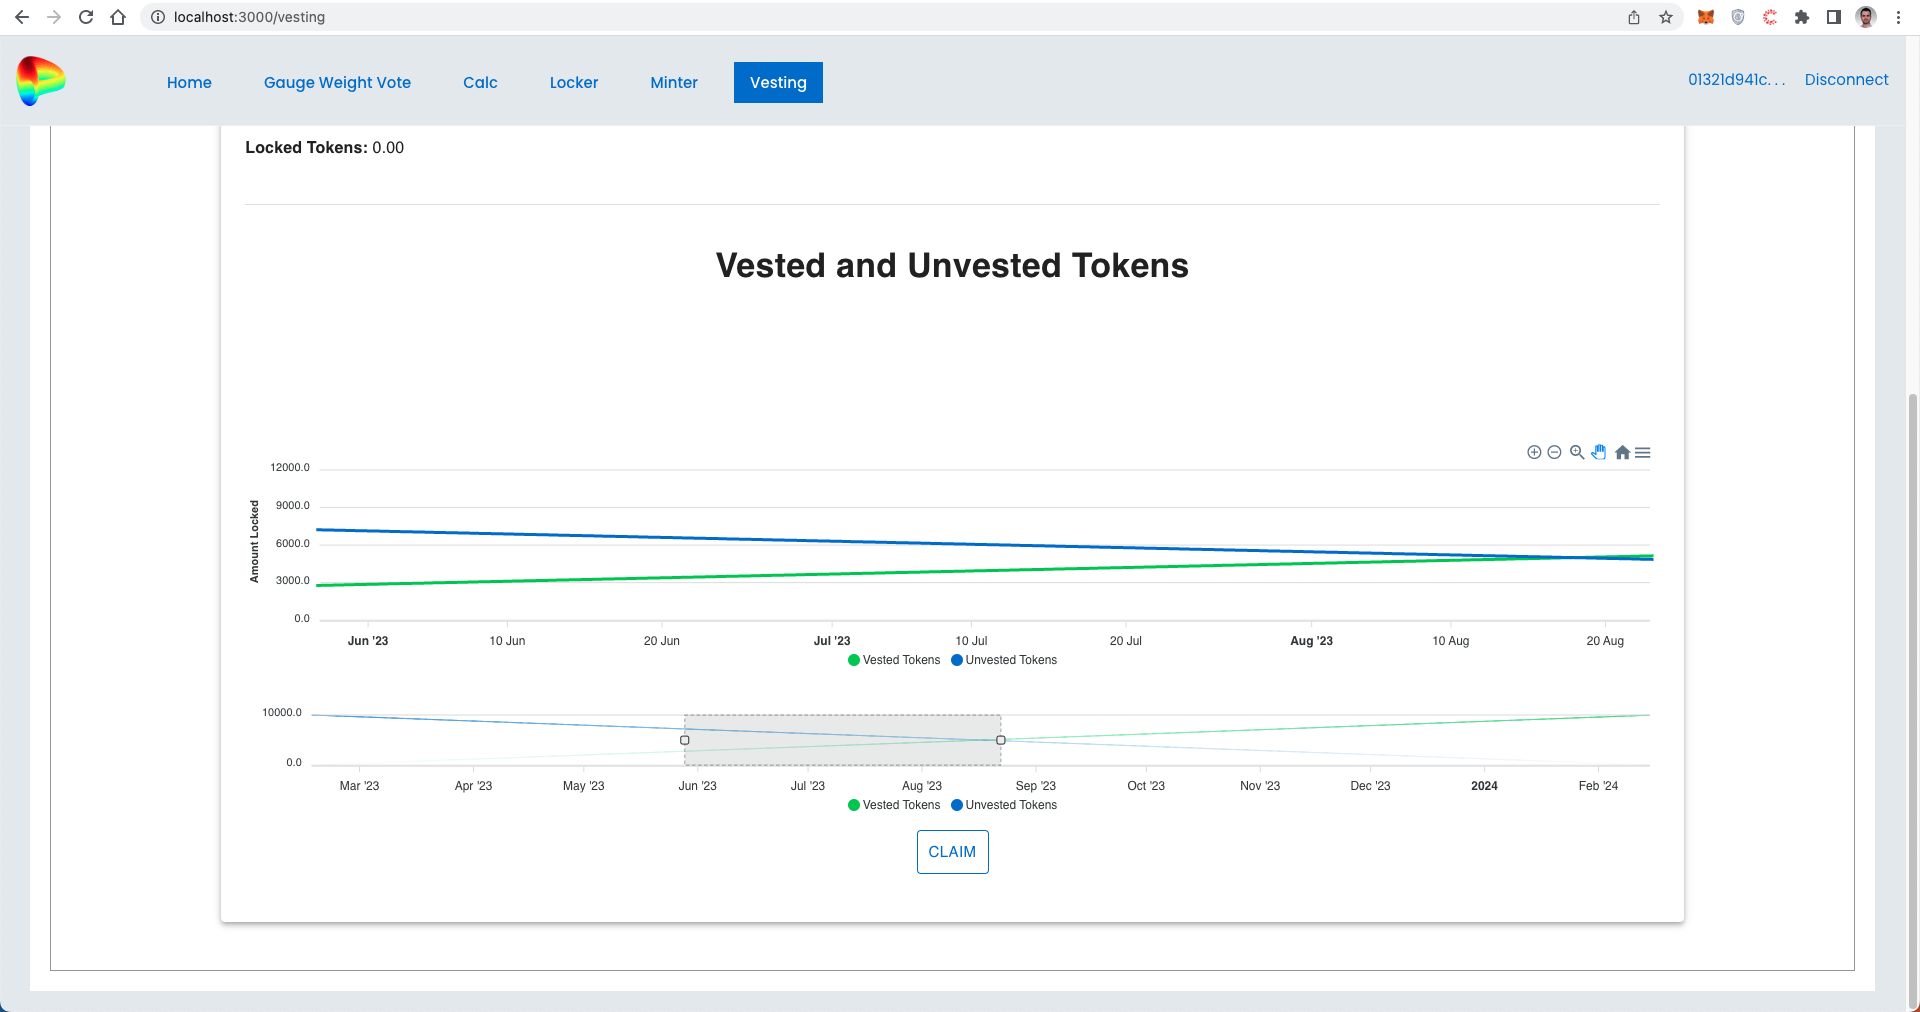 localhost:3000/vesting
Home Gauge Weight Vote Calc Locker Minter Vesting 01321d941c... Disconnect
Locked Tokens: 0.00
Vested and Unvested Tokens
12000.0
9000.0
6000.0
3000.0
0.0
Amount Locked
Jun '23 10 Jun 20 Jun Jul '23 10 Jul 20 Jul Aug '23 10 Aug 20 Aug
Vested Tokens Unvested Tokens
10000.0
0.0
Mar '23 Apr '23 May '23 Jun '23 Jul '23 Aug '23 Sep '23 Oct '23 Nov '23 Dec '23 2024 Feb '24
Vested Tokens Unvested Tokens
CLAIM